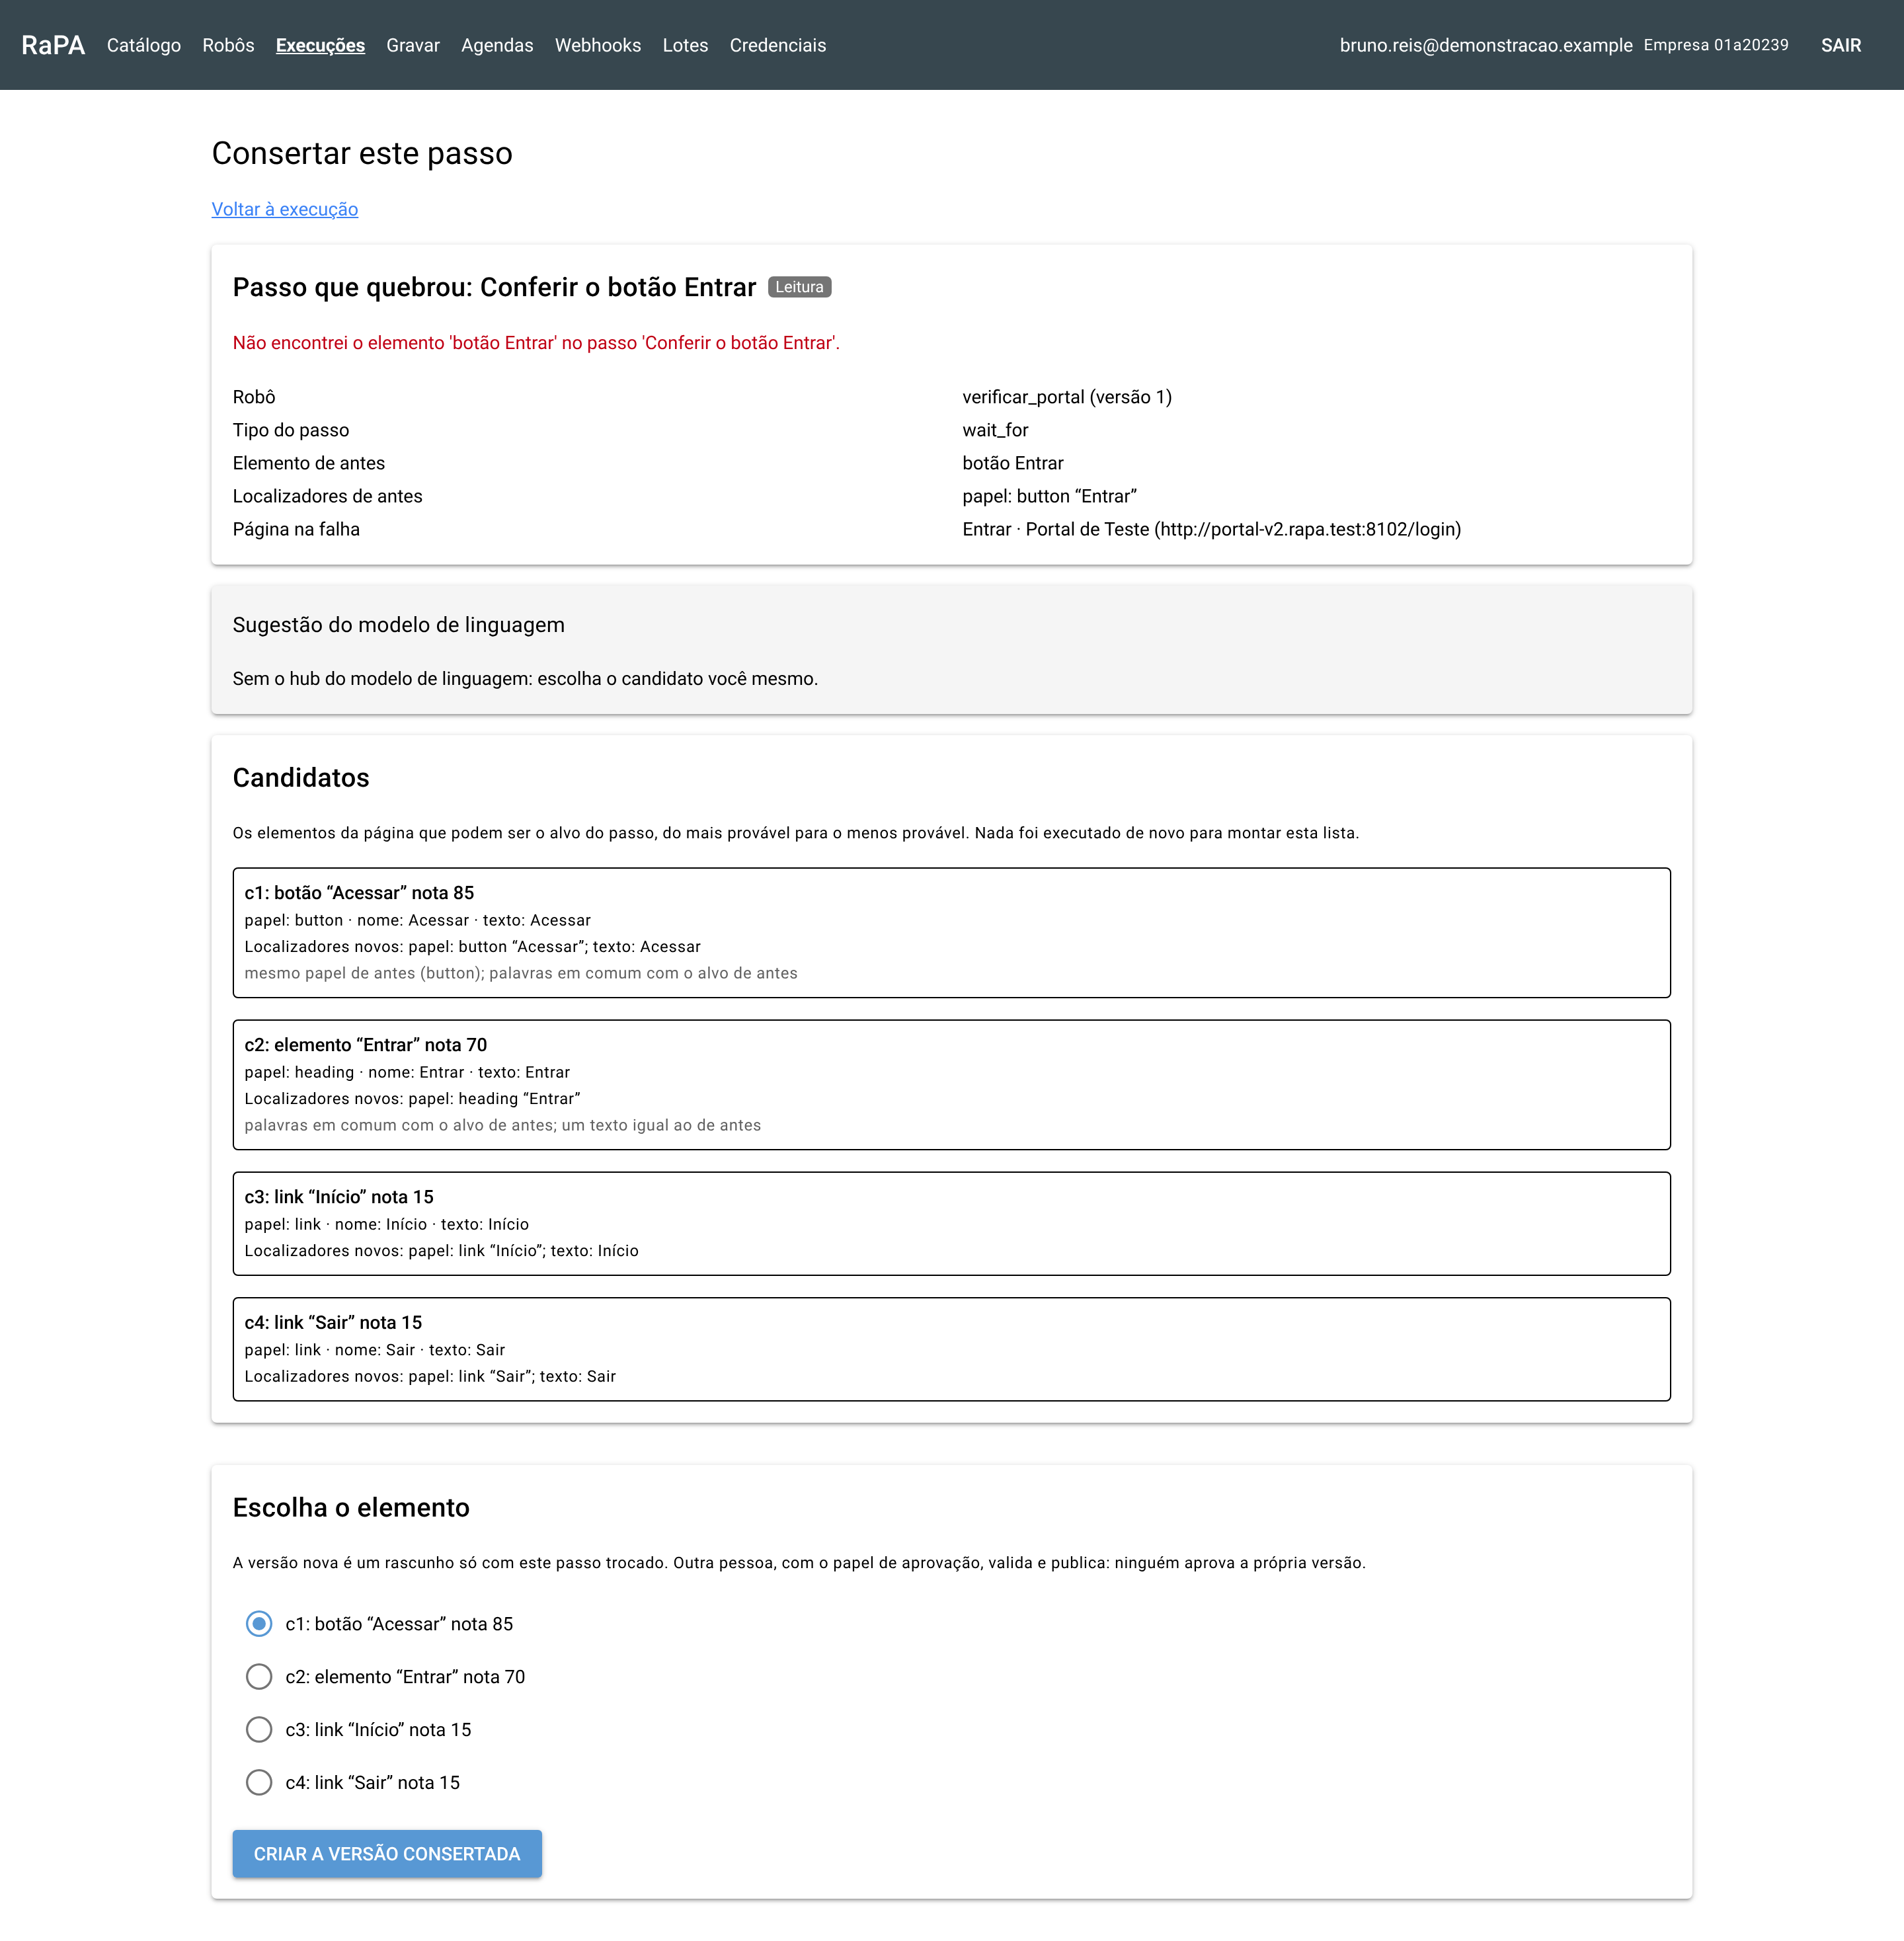 RaPA Catálogo Robôs Execuções Gravar Agendas Webhooks Lotes Credenciais bruno.reis@demonstracao.example Empresa 01a20239 SAIR
Consertar este passo
Voltar à execução
Passo que quebrou: Conferir o botão Entrar Leitura
Não encontrei o elemento 'botão Entrar' no passo 'Conferir o botão Entrar'.
Robô verificar_portal (versão 1)
Tipo do passo wait_for
Elemento de antes botão Entrar
Localizadores de antes papel: button “Entrar”
Página na falha Entrar · Portal de Teste (http://portal-v2.rapa.test:8102/login)
Sugestão do modelo de linguagem
Sem o hub do modelo de linguagem: escolha o candidato você mesmo.
Candidatos
Os elementos da página que podem ser o alvo do passo, do mais provável para o menos provável. Nada foi executado de novo para montar esta lista.
c1: botão “Acessar” nota 85
papel: button · nome: Acessar · texto: Acessar
Localizadores novos: papel: button “Acessar”; texto: Acessar
mesmo papel de antes (button); palavras em comum com o alvo de antes
c2: elemento “Entrar” nota 70
papel: heading · nome: Entrar · texto: Entrar
Localizadores novos: papel: heading “Entrar”
palavras em comum com o alvo de antes; um texto igual ao de antes
c3: link “Início” nota 15
papel: link · nome: Início · texto: Início
Localizadores novos: papel: link “Início”; texto: Início
c4: link “Sair” nota 15
papel: link · nome: Sair · texto: Sair
Localizadores novos: papel: link “Sair”; texto: Sair
Escolha o elemento
A versão nova é um rascunho só com este passo trocado. Outra pessoa, com o papel de aprovação, valida e publica: ninguém aprova a própria versão.
c1: botão “Acessar” nota 85
c2: elemento “Entrar” nota 70
c3: link “Início” nota 15
c4: link “Sair” nota 15
CRIAR A VERSÃO CONSERTADA